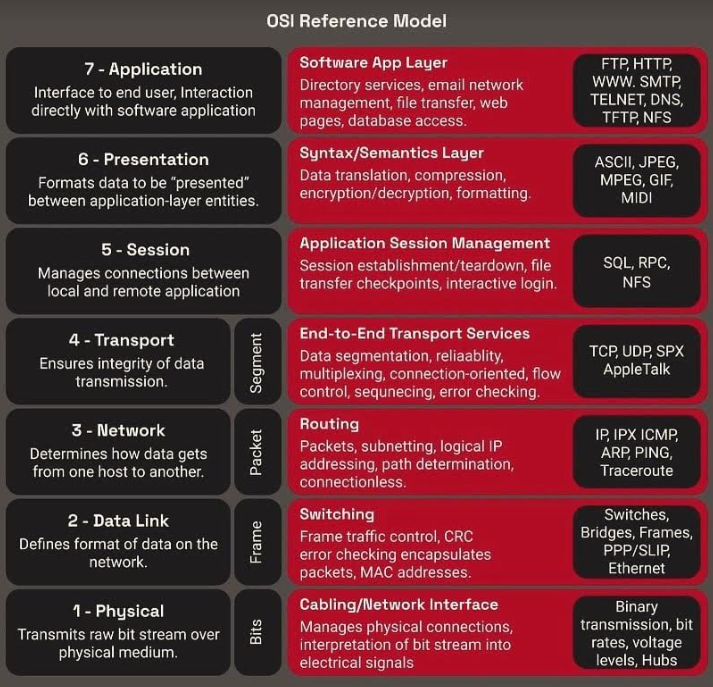 OSI Reference Model
7 - Application
Interface to end user, Interaction
directly with software application
Software App Layer
Directory services, email network
management, file transfer, web
pages, database access.
FTP, HTTP,
WWW. SMTP,
TELNET, DNS,
TFTP, NFS
6 - Presentation
Formats data to be “presented”
between application-layer entities.
Syntax/Semantics Layer
Data translation, compression,
encryption/decryption, formatting.
ASCII, JPEG,
MPEG, GIF,
MIDI
5 - Session
Manages connections between
local and remote application
Application Session Management
Session establishment/teardown, file
transfer checkpoints, interactive login.
SQL, RPC,
NFS
4 - Transport
Ensures integrity of data
transmission.
Segment
End-to-End Transport Services
Data segmentation, reliaablity,
multiplexing, connection-oriented, flow
control, sequnecing, error checking.
TCP, UDP, SPX
AppleTalk
3 - Network
Determines how data gets
from one host to another.
Packet
Routing
Packets, subnetting, logical IP
addressing, path determination,
connectionless.
IP, IPX ICMP,
ARP, PING,
Traceroute
2 - Data Link
Defines format of data on the
network.
Frame
Switching
Frame traffic control, CRC
error checking encapsulates
packets, MAC addresses.
Switches,
Bridges, Frames,
PPP/SLIP,
Ethernet
1 - Physical
Transmits raw bit stream over
physical medium.
Bits
Cabling/Network Interface
Manages physical connections,
interpretation of bit stream into
electrical signals
Binary
transmission, bit
rates, voltage
levels, Hubs